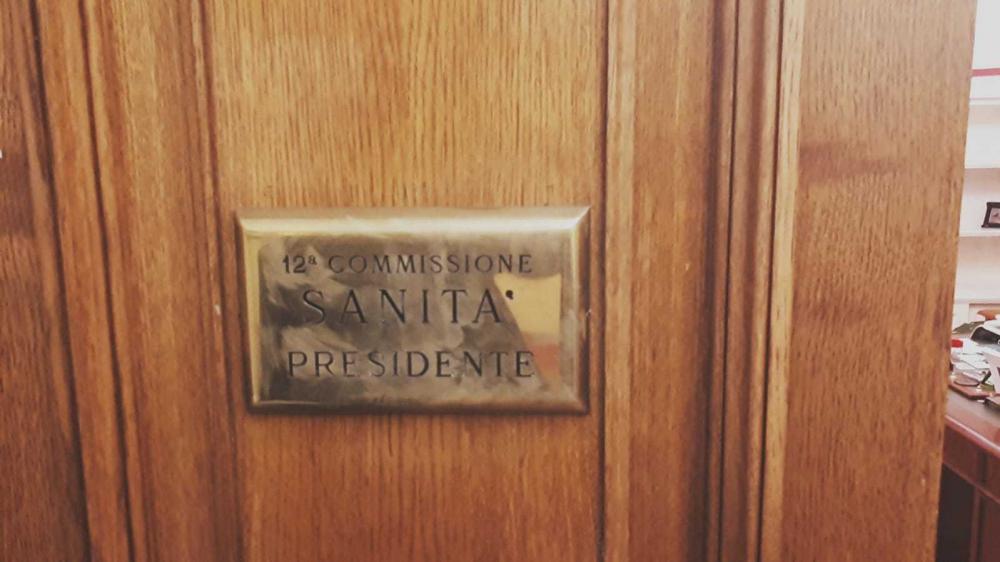 12ª COMMISSIONE
SANITA'
PRESIDENTE